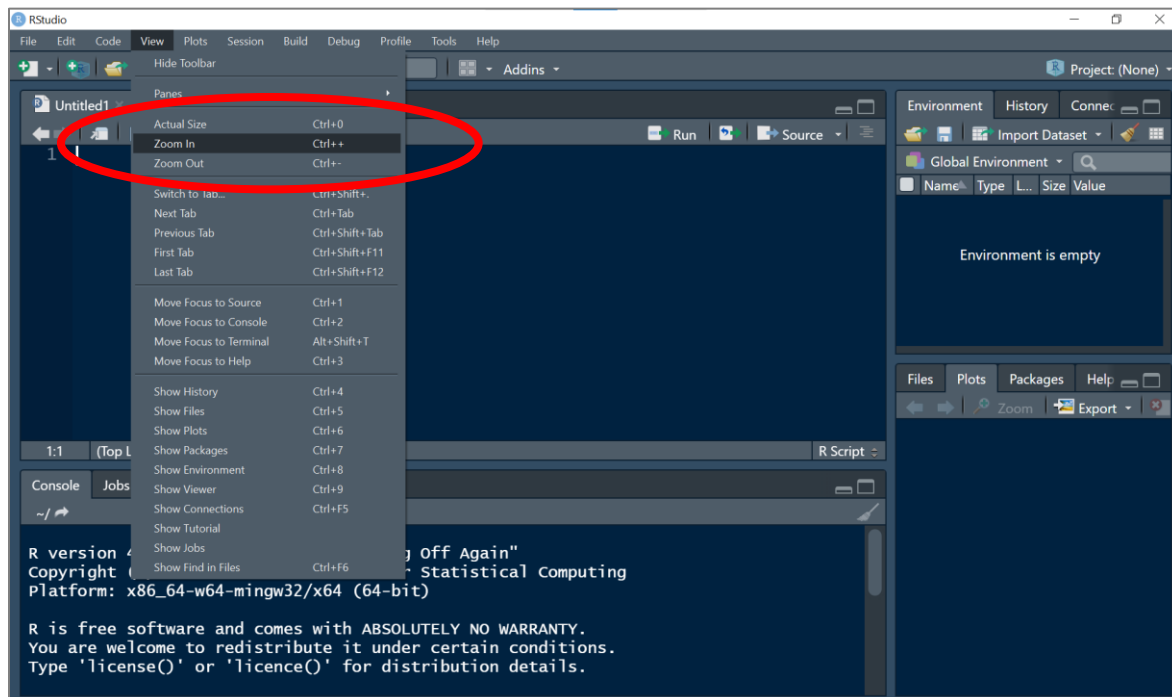 RStudio
File Edit Code View Plots Session Build Debug Profile Tools Help
Addins
Project: (None)
Hide Toolbar
Panes
Actual Size Ctrl+0
Zoom In Ctrl++
Zoom Out Ctrl+-
Switch to Tab... Ctrl+Shift+.
Next Tab Ctrl+Tab
Previous Tab Ctrl+Shift+Tab
First Tab Ctrl+Shift+F11
Last Tab Ctrl+Shift+F12
Move Focus to Source Ctrl+1
Move Focus to Console Ctrl+2
Move Focus to Terminal Alt+Shift+T
Move Focus to Help Ctrl+3
Show History Ctrl+4
Show Files Ctrl+5
Show Plots Ctrl+6
Show Packages Ctrl+7
Show Environment Ctrl+8
Show Viewer Ctrl+9
Show Connections Ctrl+F5
Show Tutorial
Show Jobs
Show Find in Files Ctrl+F6
Untitled1
Run Source
1
1:1 (Top L R Script
Console Jobs
~/
R version 4 g Off Again"
Copyright ( r Statistical Computing
Platform: x86_64-w64-mingw32/x64 (64-bit)
R is free software and comes with ABSOLUTELY NO WARRANTY.
You are welcome to redistribute it under certain conditions.
Type 'license()' or 'licence()' for distribution details.
Environment History Connec
Import Dataset
Global Environment
Name Type L... Size Value
Environment is empty
Files Plots Packages Help
Zoom Export